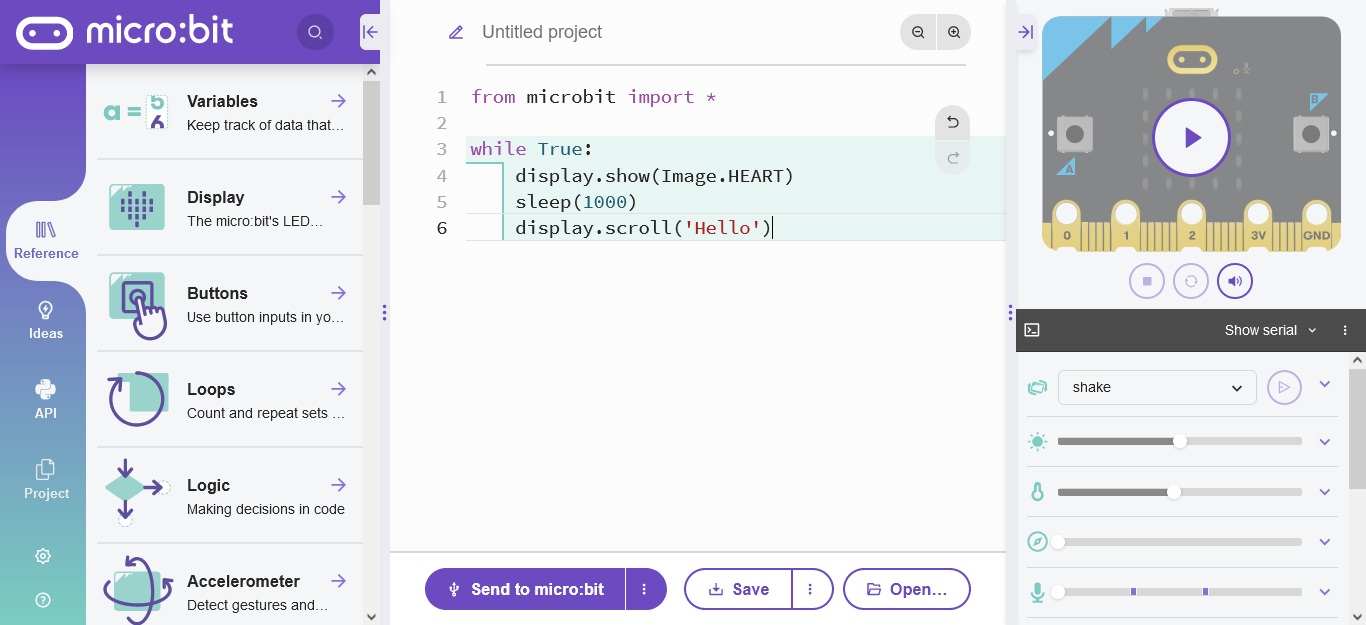 micro:bit
Reference
Ideas
API
Project
a = 5
6
Variables
Keep track of data that…
Display
The micro:bit's LED…
Buttons
Use button inputs in yo…
Loops
Count and repeat sets …
Logic
Making decisions in code
Accelerometer
Detect gestures and…
Untitled project
1 from microbit import *
2
3 while True:
4     display.show(Image.HEART)
5     sleep(1000)
6     display.scroll('Hello')
Send to micro:bit
Save
Open…
B
A
0 1 2 3V GND
Show serial
shake